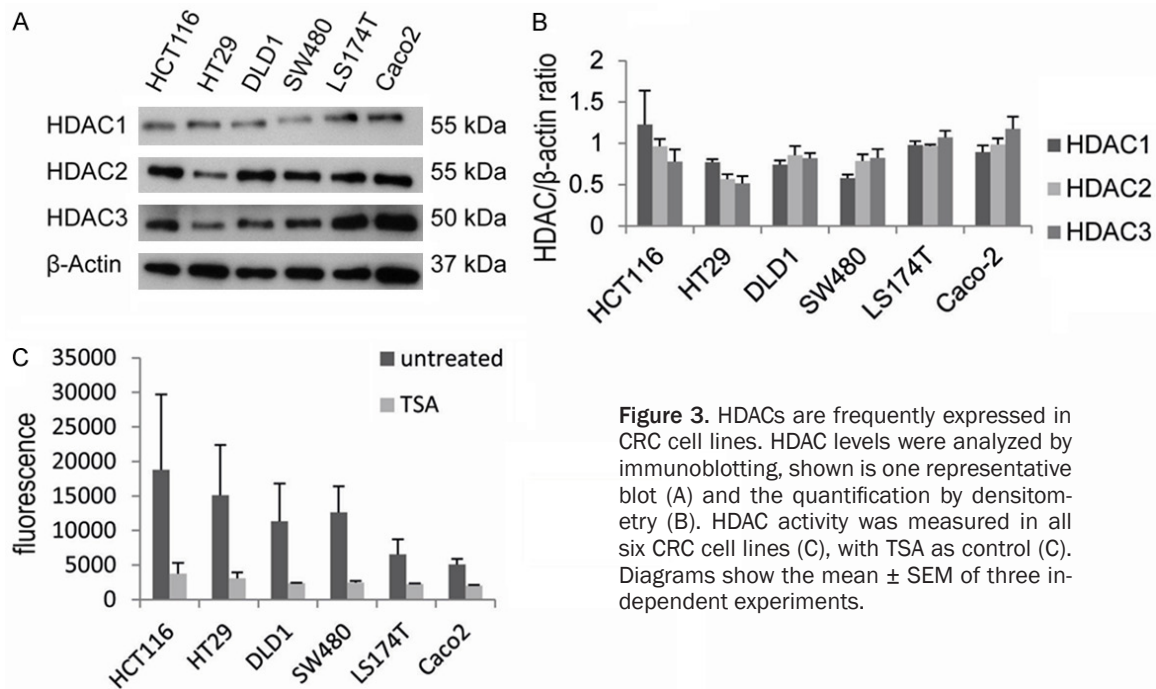 A
HCT116
HT29
DLD1
SW480
LS174T
Caco2
HDAC1
55 kDa
HDAC2
55 kDa
HDAC3
50 kDa
β-Actin
37 kDa
B
HDAC/β-actin ratio
2
1.5
1
0.5
0
HCT116
HT29
DLD1
SW480
LS174T
Caco-2
HDAC1
HDAC2
HDAC3
C
fluorescence
35000
30000
25000
20000
15000
10000
5000
0
untreated
TSA
HCT116
HT29
DLD1
SW480
LS174T
Caco2
Figure 3. HDACs are frequently expressed in
CRC cell lines. HDAC levels were analyzed by
immunoblotting, shown is one representative
blot (A) and the quantification by densitom-
etry (B). HDAC activity was measured in all
six CRC cell lines (C), with TSA as control (C).
Diagrams show the mean ± SEM of three in-
dependent experiments.